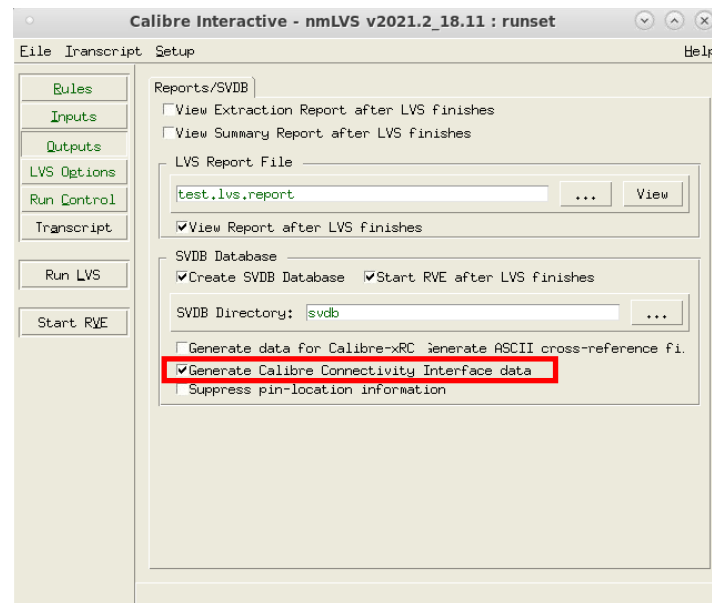 Calibre Interactive - nmLVS v2021.2_18.11 : runset
File Transcript Setup Help
Rules
Inputs
Outputs
LVS Options
Run Control
Transcript
Run LVS
Start RVE
Reports/SVDB
View Extraction Report after LVS finishes
View Summary Report after LVS finishes
LVS Report File
test.lvs.report ... View
View Report after LVS finishes
SVDB Database
Create SVDB Database Start RVE after LVS finishes
SVDB Directory: svdb ...
Generate data for Calibre-xRC Generate ASCII cross-reference fi.
Generate Calibre Connectivity Interface data
Suppress pin-location information